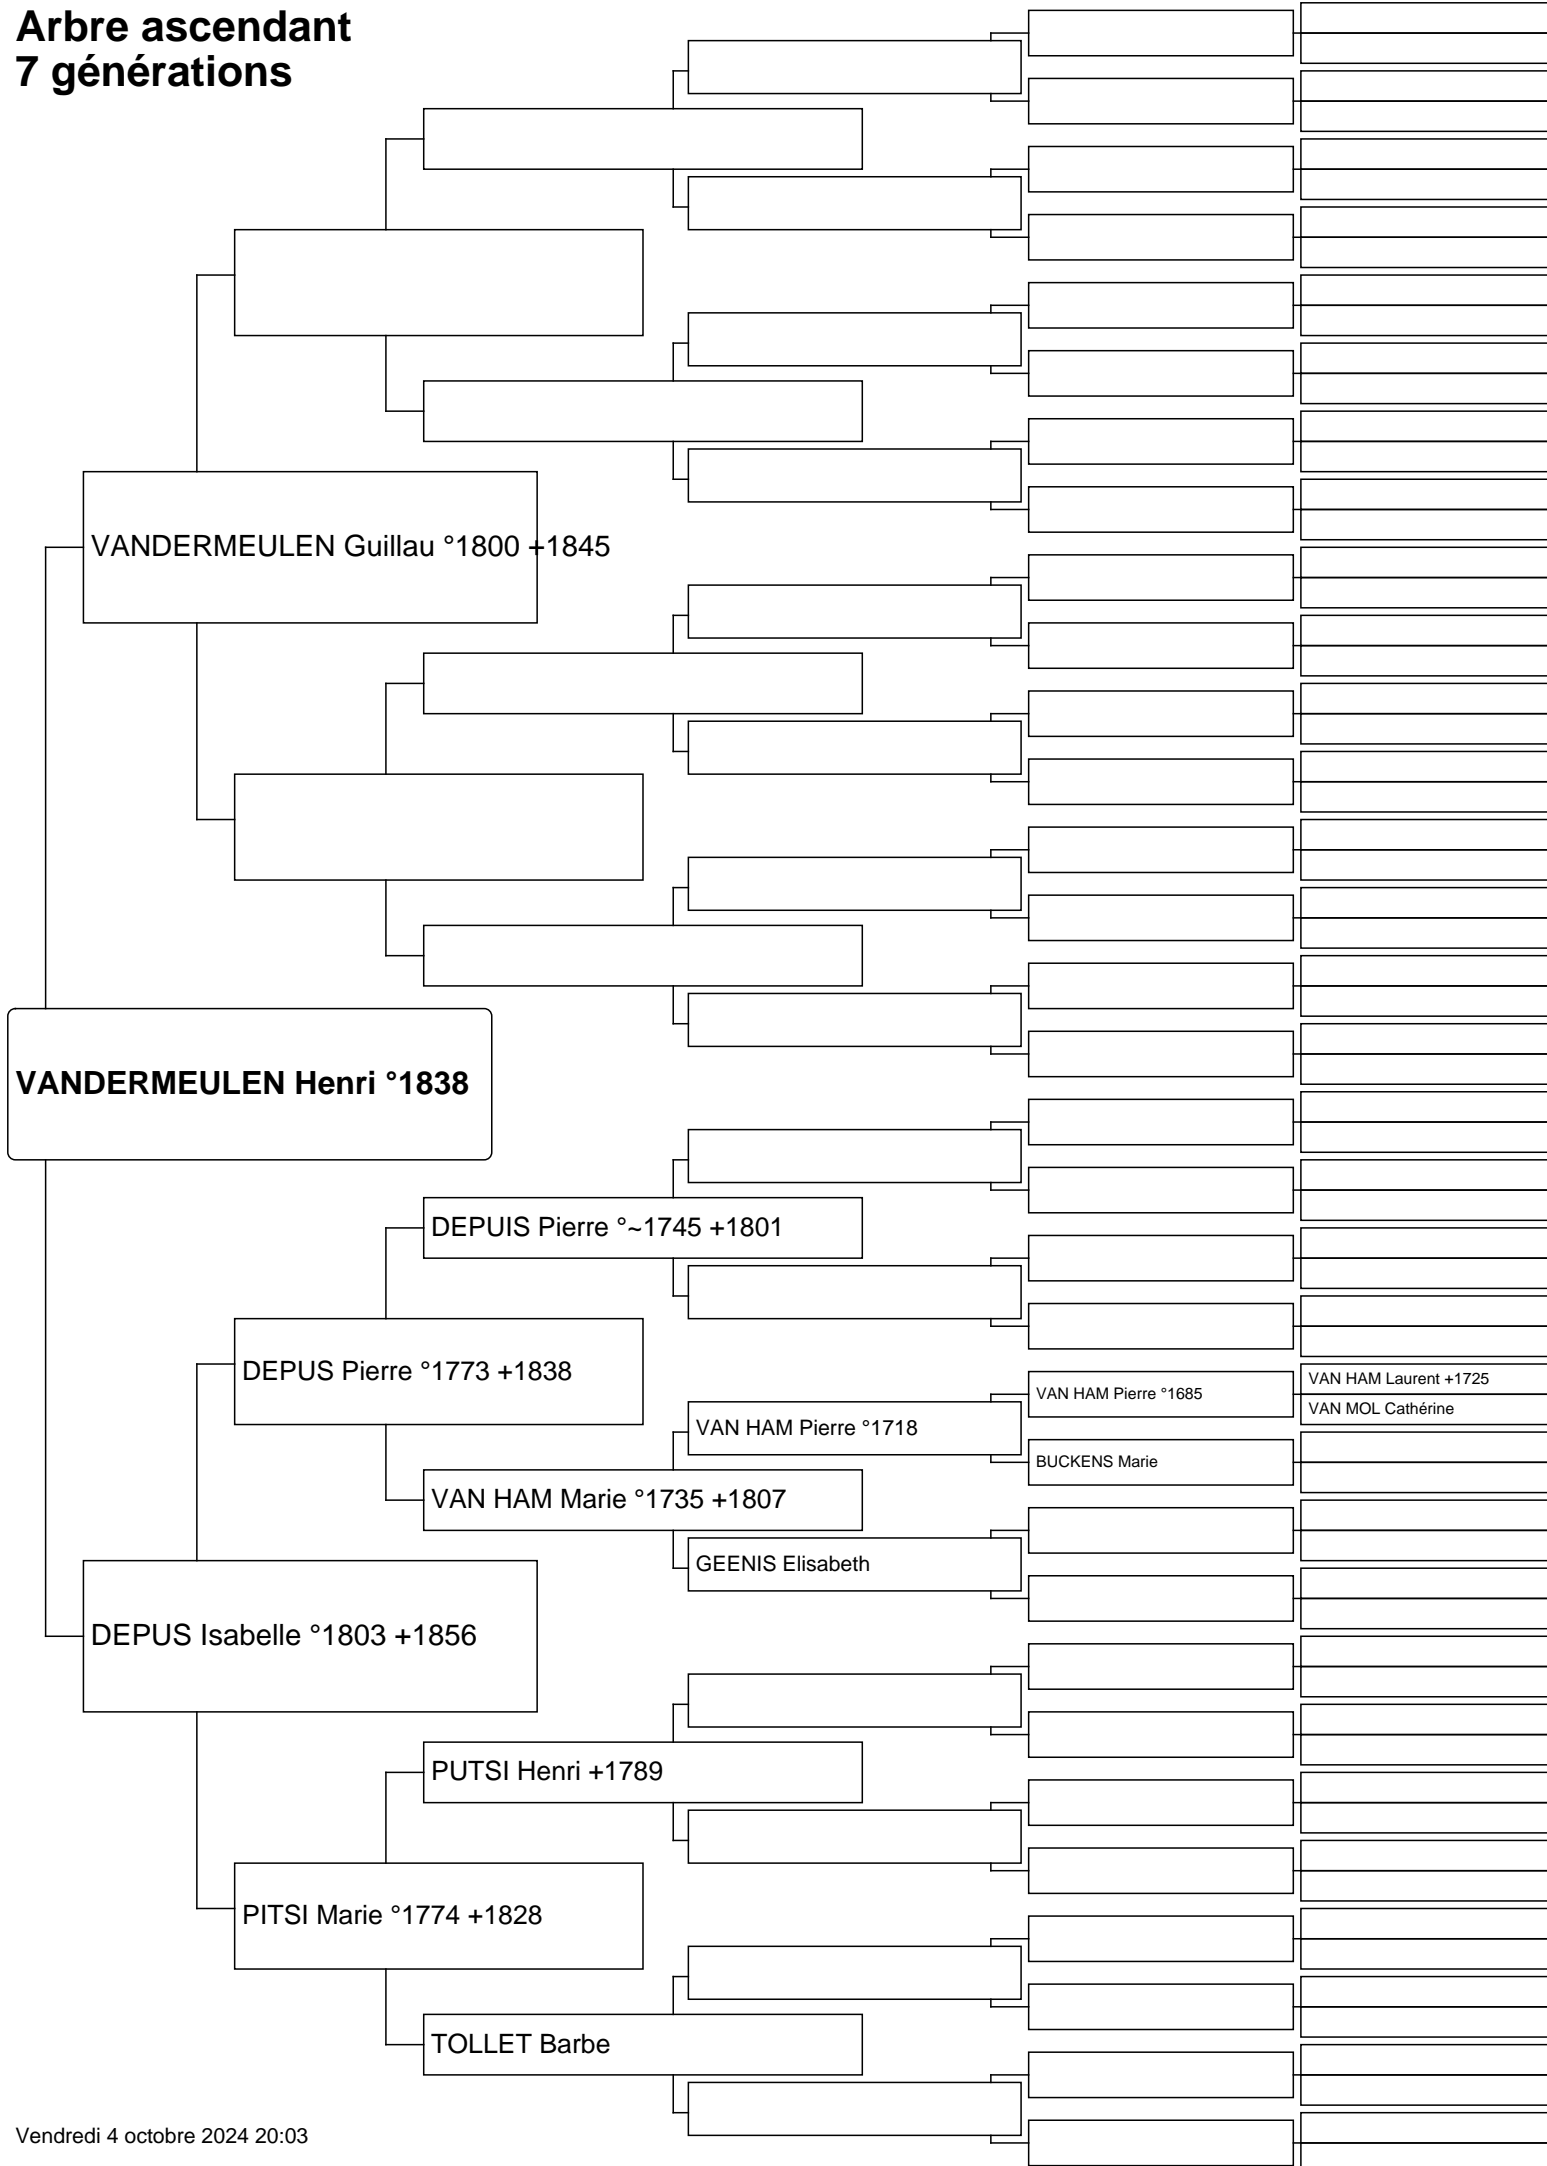 Arbre ascendant
7 générations
VANDERMEULEN Guillau °1800 +1845
VANDERMEULEN Henri °1838
DEPUIS Pierre °~1745 +1801
DEPUS Pierre °1773 +1838
VAN HAM Laurent +1725
VAN HAM Pierre °1685
VAN MOL Cathérine
VAN HAM Pierre °1718
BUCKENS Marie
VAN HAM Marie °1735 +1807
GEENIS Elisabeth
DEPUS Isabelle °1803 +1856
PUTSI Henri +1789
PITSI Marie °1774 +1828
TOLLET Barbe
Vendredi 4 octobre 2024 20:03